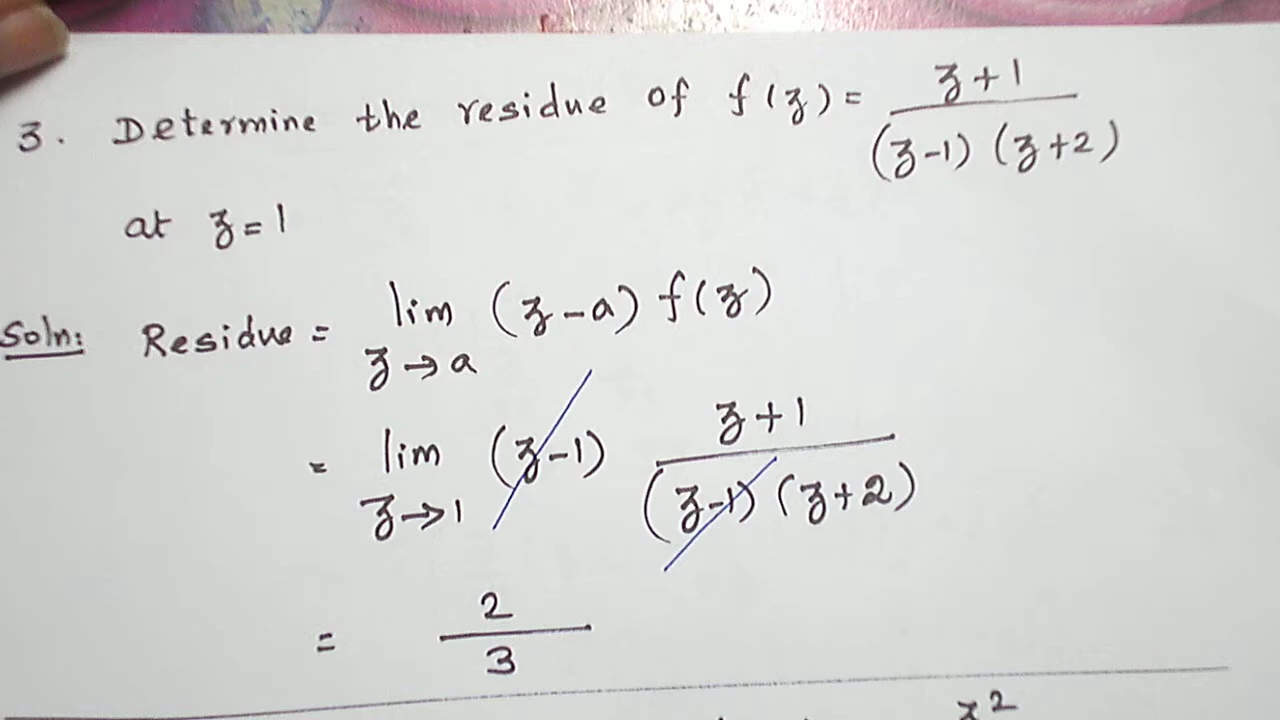 3. Determine the residue of f(z) = z+1 / (z-1) (z+2)
at z = 1
Soln: Residue = lim z→a (z-a) f(z)
= lim z→1 (z-1) z+1 / (z-1) (z+2)
= 2 / 3